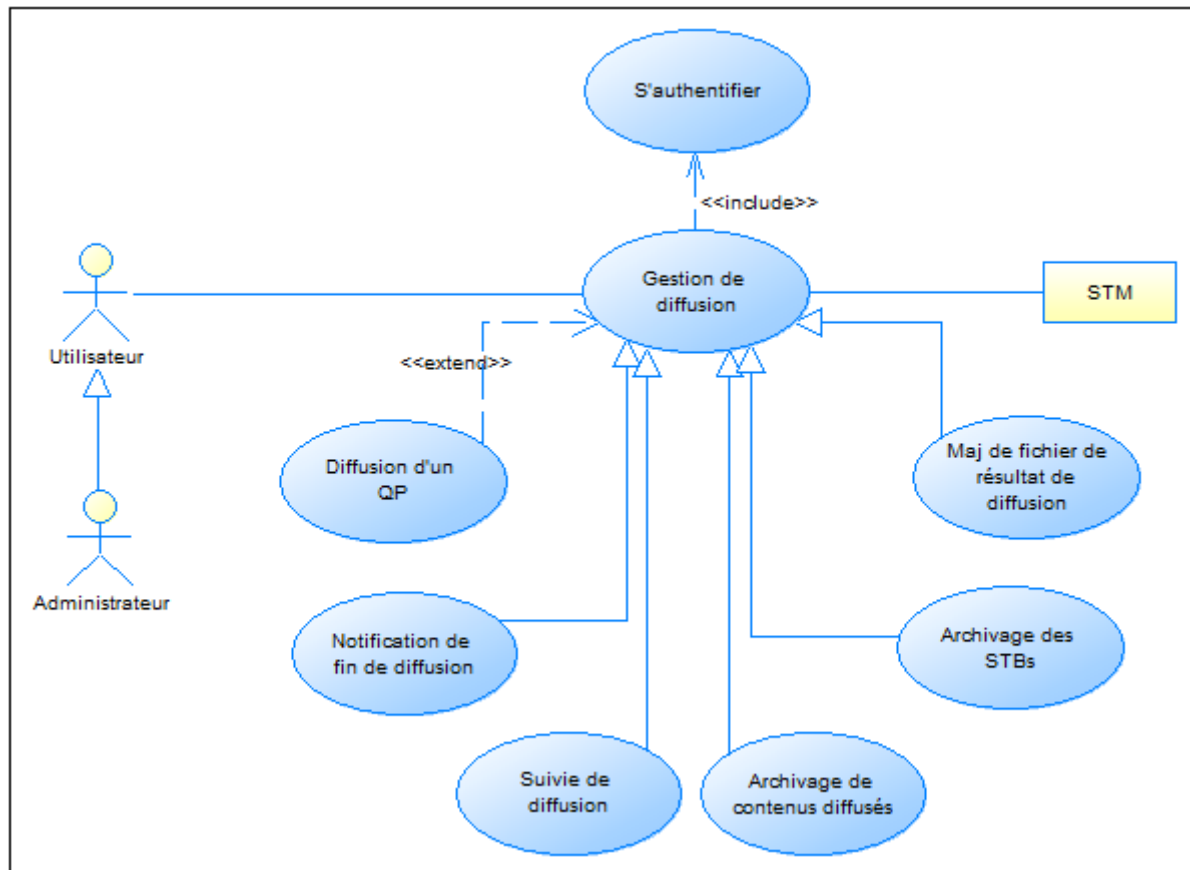 S'authentifier
<<include>>
Gestion de
diffusion
STM
Utilisateur
<<extend>>
Diffusion d'un
QP
Maj de fichier de
résultat de
diffusion
Administrateur
Notification de
fin de diffusion
Archivage des
STBs
Suivie de
diffusion
Archivage de
contenus diffusés